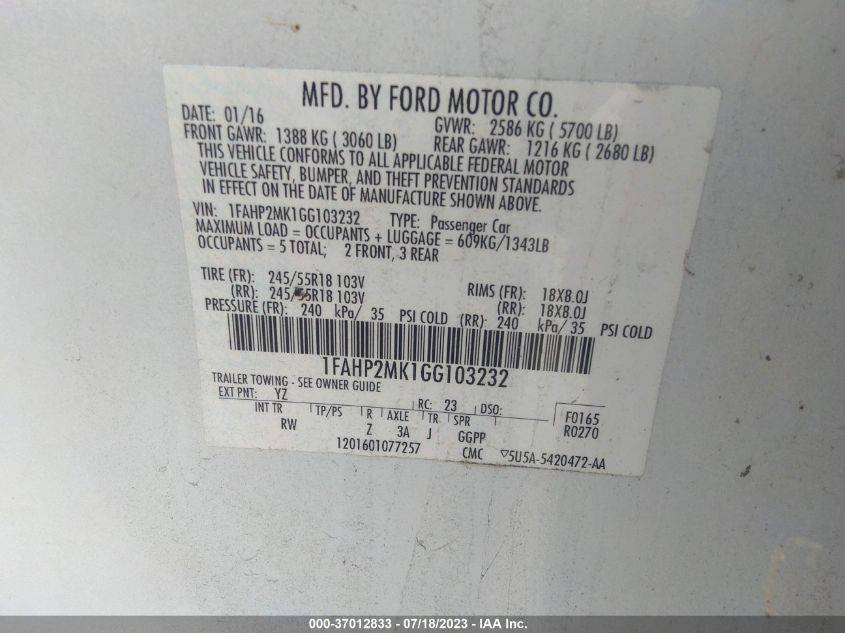 MFD. BY FORD MOTOR CO.
DATE: 01/16 GVWR: 2586 KG ( 5700 LB)
FRONT GAWR: 1388 KG ( 3060 LB) REAR GAWR: 1216 KG ( 2680 LB)
THIS VEHICLE CONFORMS TO ALL APPLICABLE FEDERAL MOTOR
VEHICLE SAFETY, BUMPER, AND THEFT PREVENTION STANDARDS
IN EFFECT ON THE DATE OF MANUFACTURE SHOWN ABOVE.
VIN: 1FAHP2MK1GG103232 TYPE: Passenger Car
MAXIMUM LOAD = OCCUPANTS + LUGGAGE = 609KG/1343LB
OCCUPANTS = 5 TOTAL; 2 FRONT, 3 REAR
TIRE (FR): 245/55R18 103V RIMS (FR): 18X8.0J
(RR): 245/55R18 103V (RR): 18X8.0J
PRESSURE (FR): 240 kPa/ 35 PSI COLD (RR): 240 kPa/ 35 PSI COLD
1FAHP2MK1GG103232
TRAILER TOWING - SEE OWNER GUIDE
EXT PNT: YZ RC: 23 DSO: F0165
INT TR TP/PS R AXLE TR SPR R0270
RW Z 3A J GGPP
1201601077257 CMC ▽5U5A-5420472-AA
000-37012833 - 07/18/2023 - © IAA Inc.